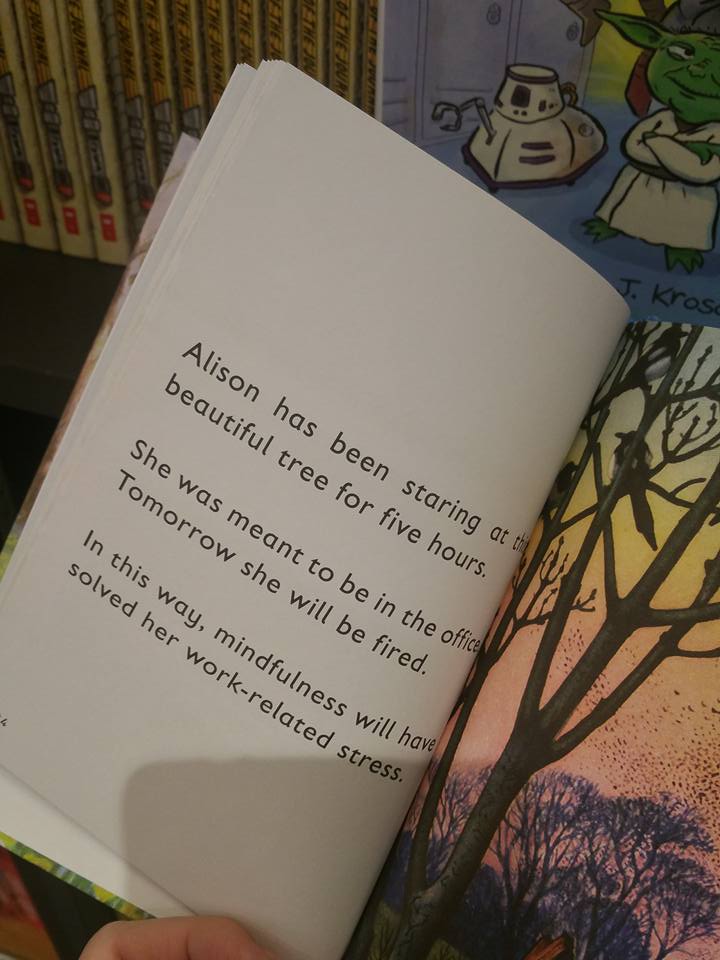 J. Kros
Alison has been staring at
beautiful tree for five hours.
She was meant to be in the office
Tomorrow she will be fired.
In this way, mindfulness will have
solved her work-related stress.